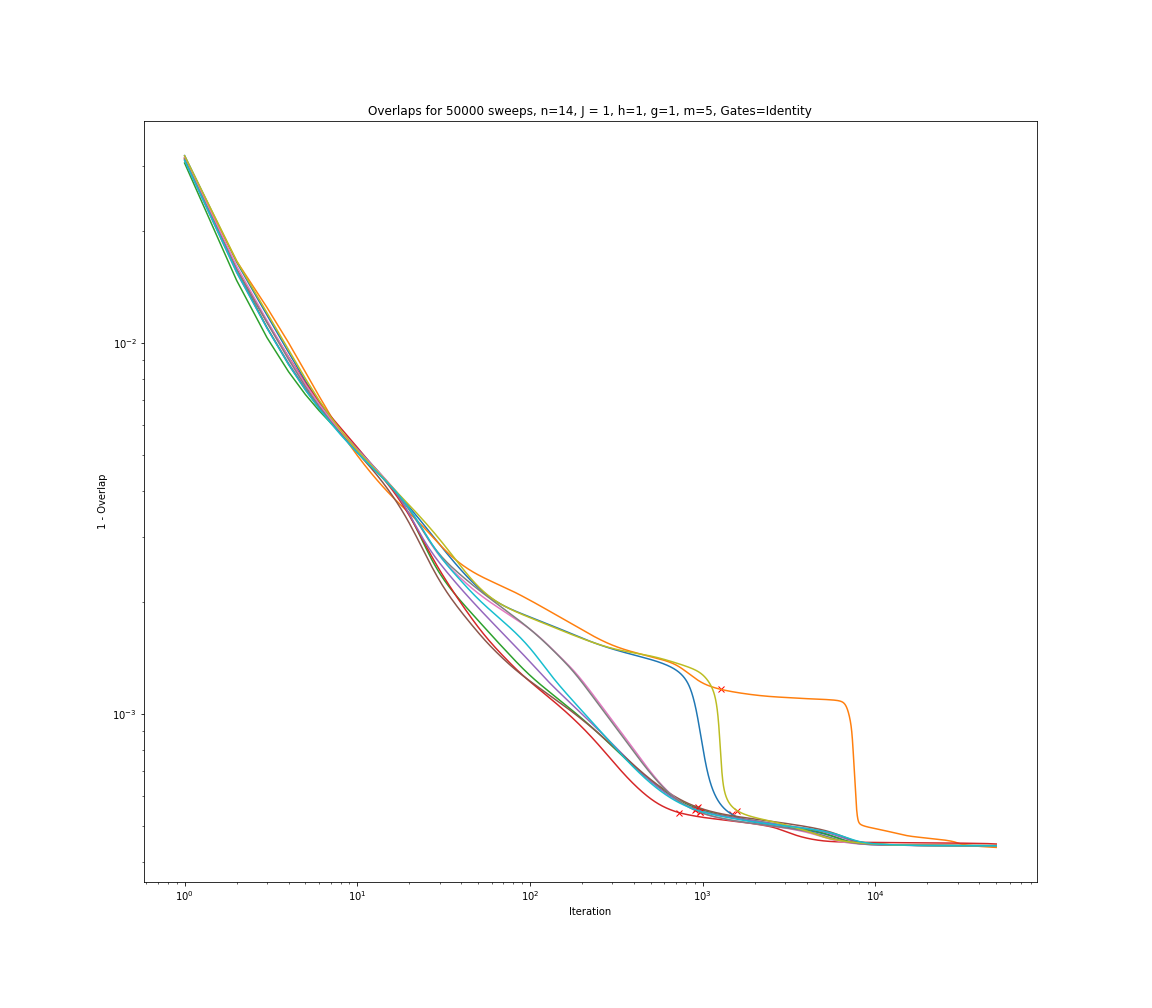 Overlaps for 50000 sweeps, n=14, J = 1, h=1, g=1, m=5, Gates=Identity
1 - Overlap
10⁻²
10⁻³
10⁰ 10¹ 10² 10³ 10⁴
Iteration